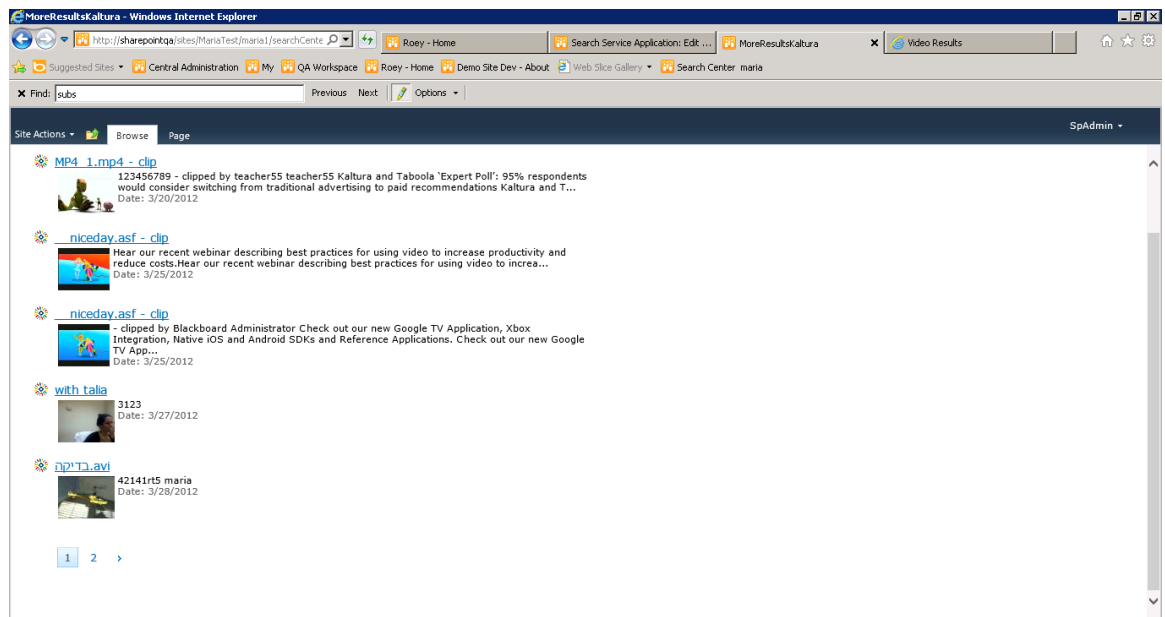 MoreResultsKaltura - Windows Internet Explorer
http://sharepointqa/sites/MariaTest/maria1/searchCente
Roey - Home
Search Service Application: Edit ...
MoreResultsKaltura
Video Results
Suggested Sites
Central Administration
My
QA Workspace
Roey - Home
Demo Site Dev - About
Web Slice Gallery
Search Center maria
Find: subs
Previous
Next
Options
SpAdmin
Site Actions
Browse
Page
MP4_1.mp4 - clip
123456789 - clipped by teacher55 teacher55 Kaltura and Taboola `Expert Poll': 95% respondents
would consider switching from traditional advertising to paid recommendations Kaltura and T...
Date: 3/20/2012
__niceday.asf - clip
Hear our recent webinar describing best practices for using video to increase productivity and
reduce costs.Hear our recent webinar describing best practices for using video to increa...
Date: 3/25/2012
__niceday.asf - clip
- clipped by Blackboard Administrator Check out our new Google TV Application, Xbox
Integration, Native iOS and Android SDKs and Reference Applications. Check out our new Google
TV App...
Date: 3/25/2012
with talia
3123
Date: 3/27/2012
בדיקה.avi
42141rt5 maria
Date: 3/28/2012
1 2 ›